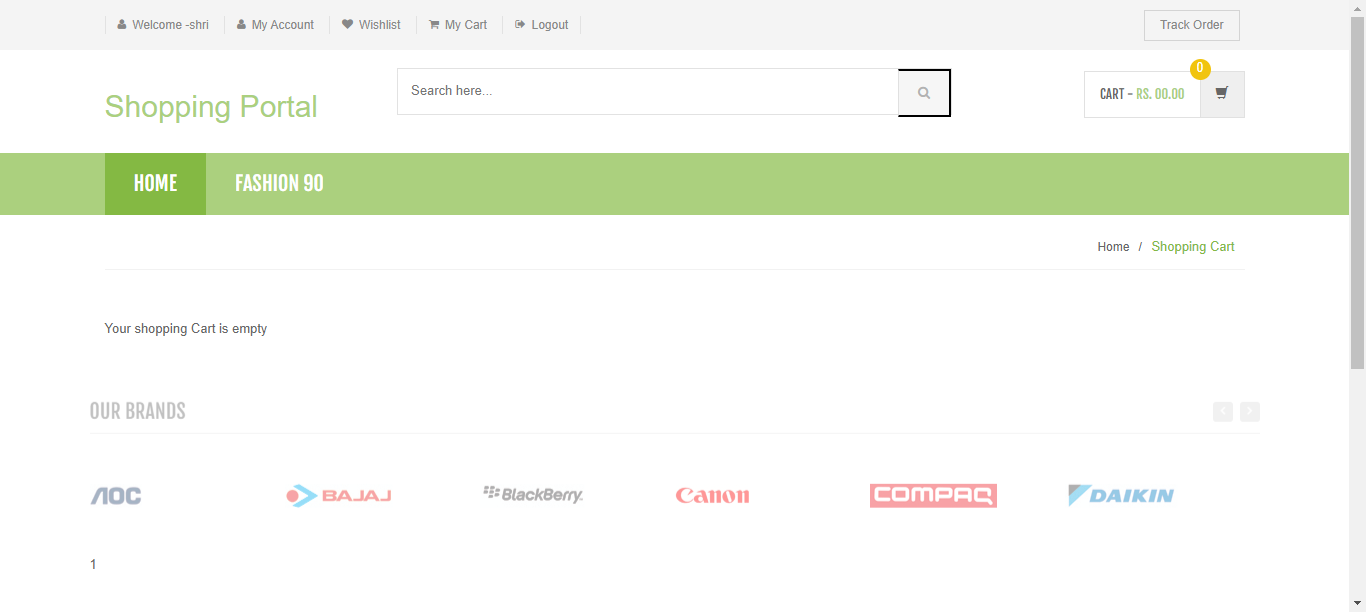 Welcome -shri
My Account
Wishlist
My Cart
Logout
Track Order
Shopping Portal
Search here...
CART - RS. 00.00
0
HOME
FASHION 90
Home / Shopping Cart
Your shopping Cart is empty
OUR BRANDS
AOC
BAJAJ
BlackBerry
Canon
COMPAQ
DAIKIN
1